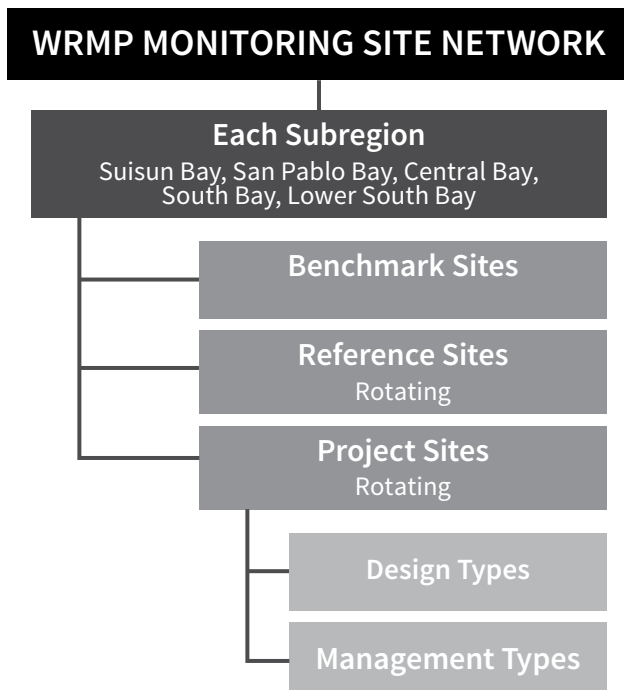 WRMP MONITORING SITE NETWORK
Each Subregion
Suisun Bay, San Pablo Bay, Central Bay,
South Bay, Lower South Bay
Benchmark Sites
Reference Sites
Rotating
Project Sites
Rotating
Design Types
Management Types